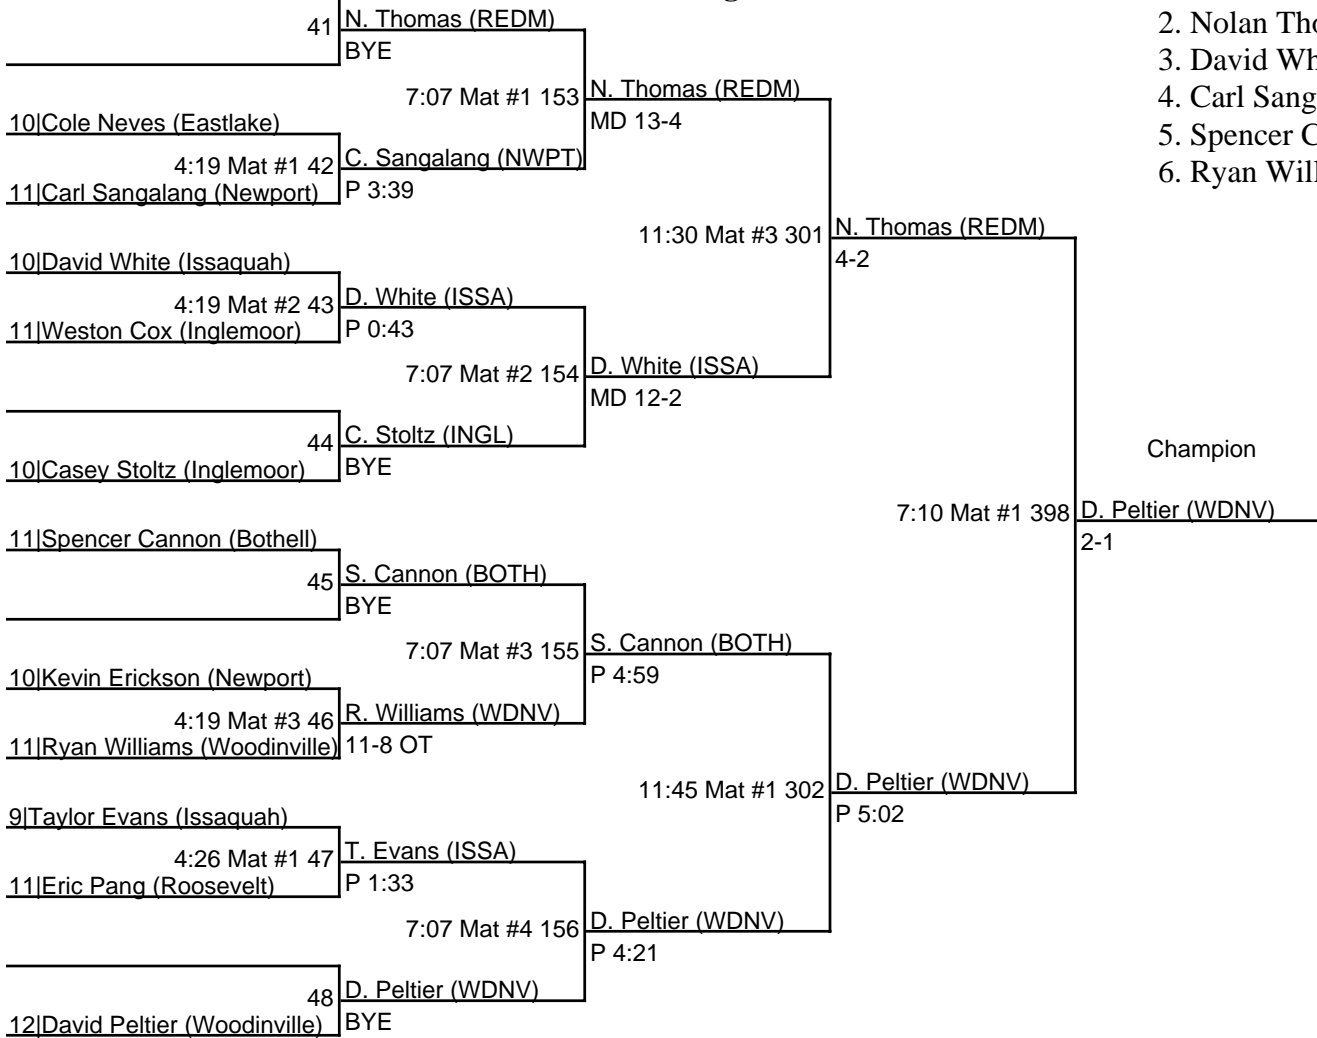 41 N. Thomas (REDM)
BYE
7:07 Mat #1 153 N. Thomas (REDM)
MD 13-4
10|Cole Neves (Eastlake)
4:19 Mat #1 42 C. Sangalang (NWPT)
11|Carl Sangalang (Newport) P 3:39
11:30 Mat #3 301 N. Thomas (REDM)
4-2
10|David White (Issaquah)
4:19 Mat #2 43 D. White (ISSA)
11|Weston Cox (Inglemoor) P 0:43
7:07 Mat #2 154 D. White (ISSA)
MD 12-2
44 C. Stoltz (INGL)
10|Casey Stoltz (Inglemoor) BYE
Champion
7:10 Mat #1 398 D. Peltier (WDNV)
2-1
11|Spencer Cannon (Bothell)
45 S. Cannon (BOTH)
BYE
7:07 Mat #3 155 S. Cannon (BOTH)
P 4:59
10|Kevin Erickson (Newport)
4:19 Mat #3 46 R. Williams (WDNV)
11|Ryan Williams (Woodinville) 11-8 OT
11:45 Mat #1 302 D. Peltier (WDNV)
P 5:02
9|Taylor Evans (Issaquah)
4:26 Mat #1 47 T. Evans (ISSA)
11|Eric Pang (Roosevelt) P 1:33
7:07 Mat #4 156 D. Peltier (WDNV)
P 4:21
48 D. Peltier (WDNV)
12|David Peltier (Woodinville) BYE
2. Nolan
3. David
4. Carl
5. Spencer
6. Ryan